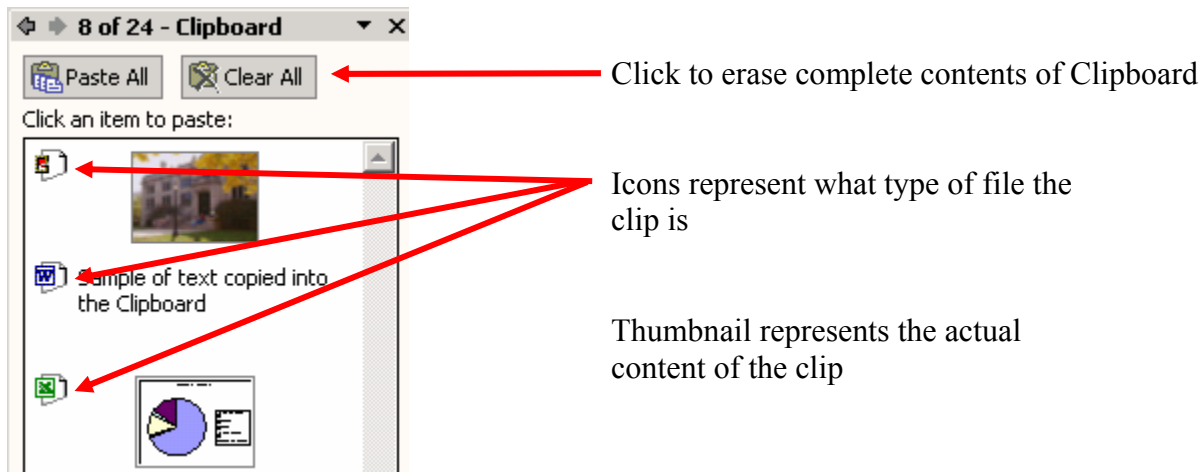 8 of 24 - Clipboard
Paste All
Clear All
Click to erase complete contents of Clipboard
Click an item to paste:
Icons represent what type of file the
clip is
Sample of text copied into
the Clipboard
Thumbnail represents the actual
content of the clip